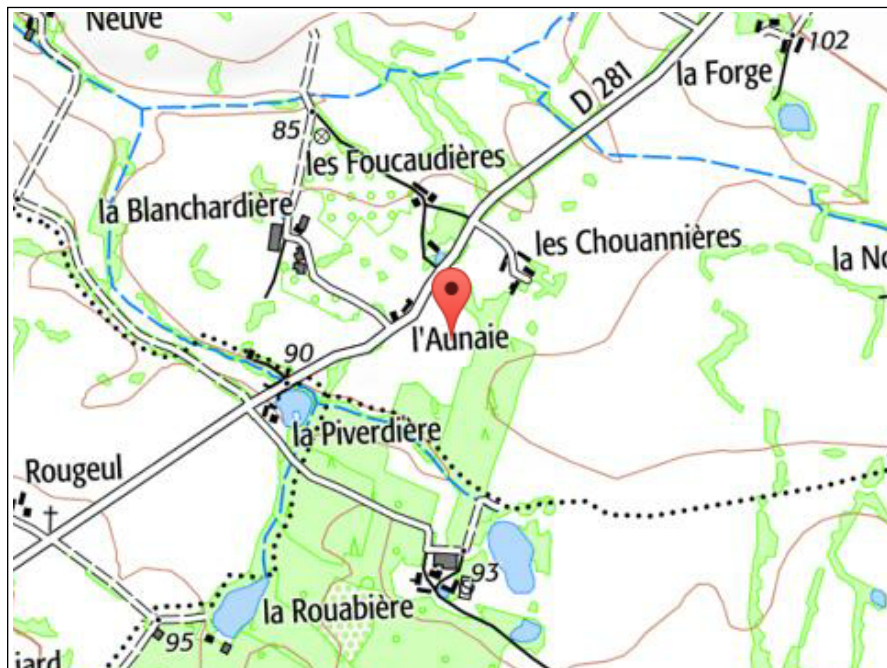 Neuve
102
la Forge
D 281
85
les Foucaudières
la Blanchardière
les Chouannières
la No
l'Aunaie
90
la Piverdière
Rougeul
93
la Rouabière
95
iard